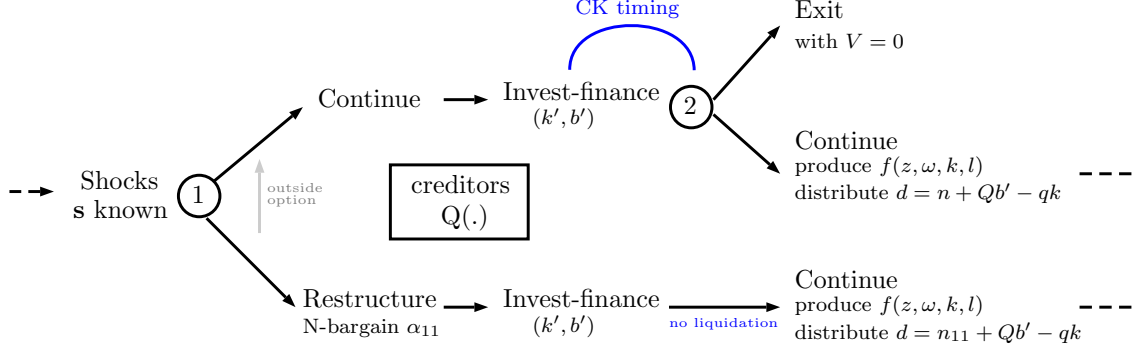 CK timing
Exit
with V = 0
Continue
Invest-finance
(k′, b′)
2
Continue
produce f(z, ω, k, l)
distribute d = n + Qb′ − qk
Shocks
s known
1
outside
option
creditors
Q(.)
Restructure
N-bargain α₁₁
Invest-finance
(k′, b′)
no liquidation
Continue
produce f(z, ω, k, l)
distribute d = n₁₁ + Qb′ − qk